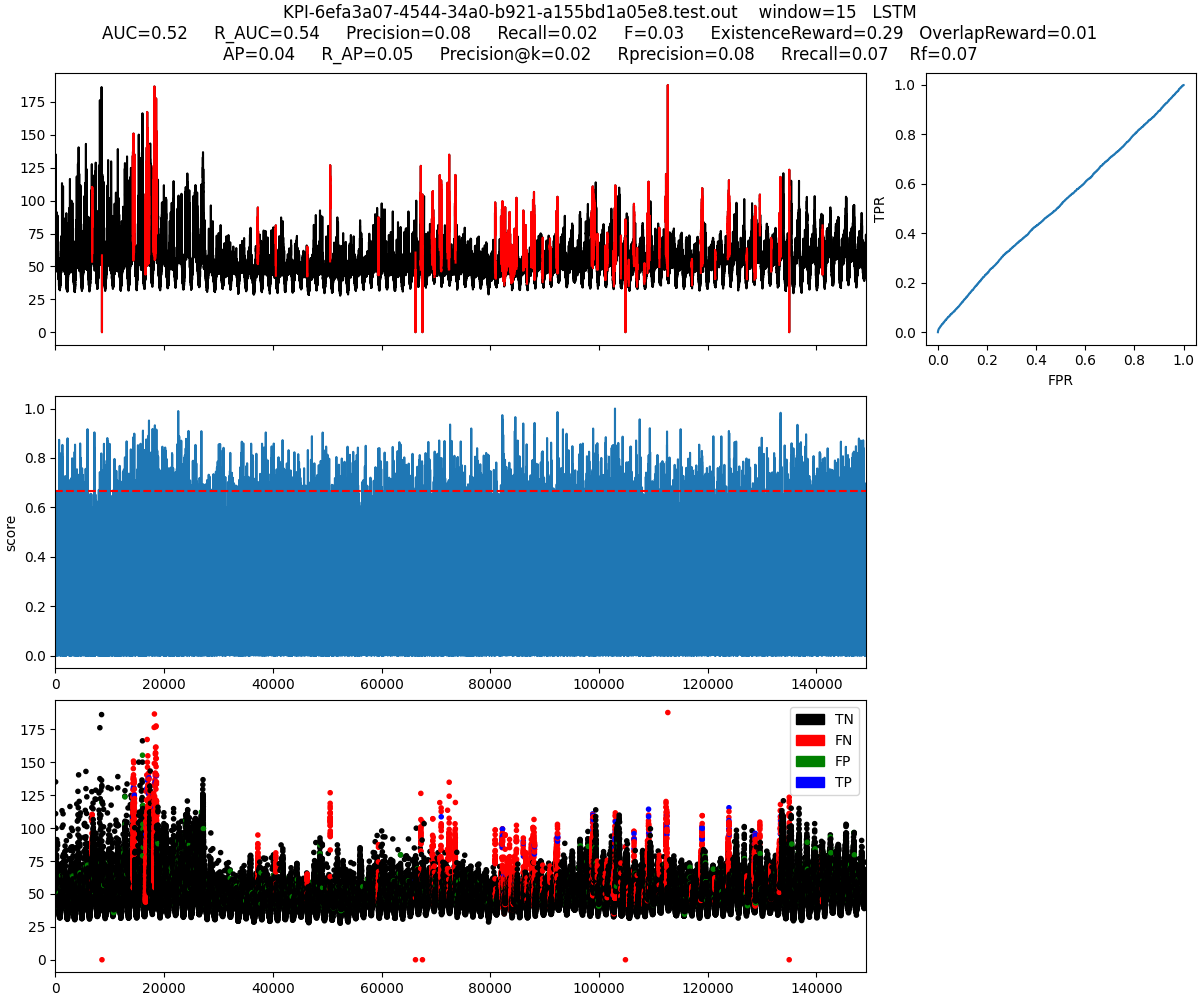 KPI-6efa3a07-4544-34a0-b921-a155bd1a05e8.test.out window=15 LSTM
AUC=0.52 R_AUC=0.54 Precision=0.08 Recall=0.02 F=0.03 ExistenceReward=0.29 OverlapReward=0.01
AP=0.04 R_AP=0.05 Precision@k=0.02 Rprecision=0.08 Rrecall=0.07 Rf=0.07
175
150
125
100
75
50
25
0
1.0
0.8
0.6
0.4
0.2
0.0
TPR
0.0 0.2 0.4 0.6 0.8 1.0
FPR
1.0
0.8
0.6
0.4
0.2
0.0
score
0 20000 40000 60000 80000 100000 120000 140000
175
150
125
100
75
50
25
0
TN
FN
FP
TP
0 20000 40000 60000 80000 100000 120000 140000